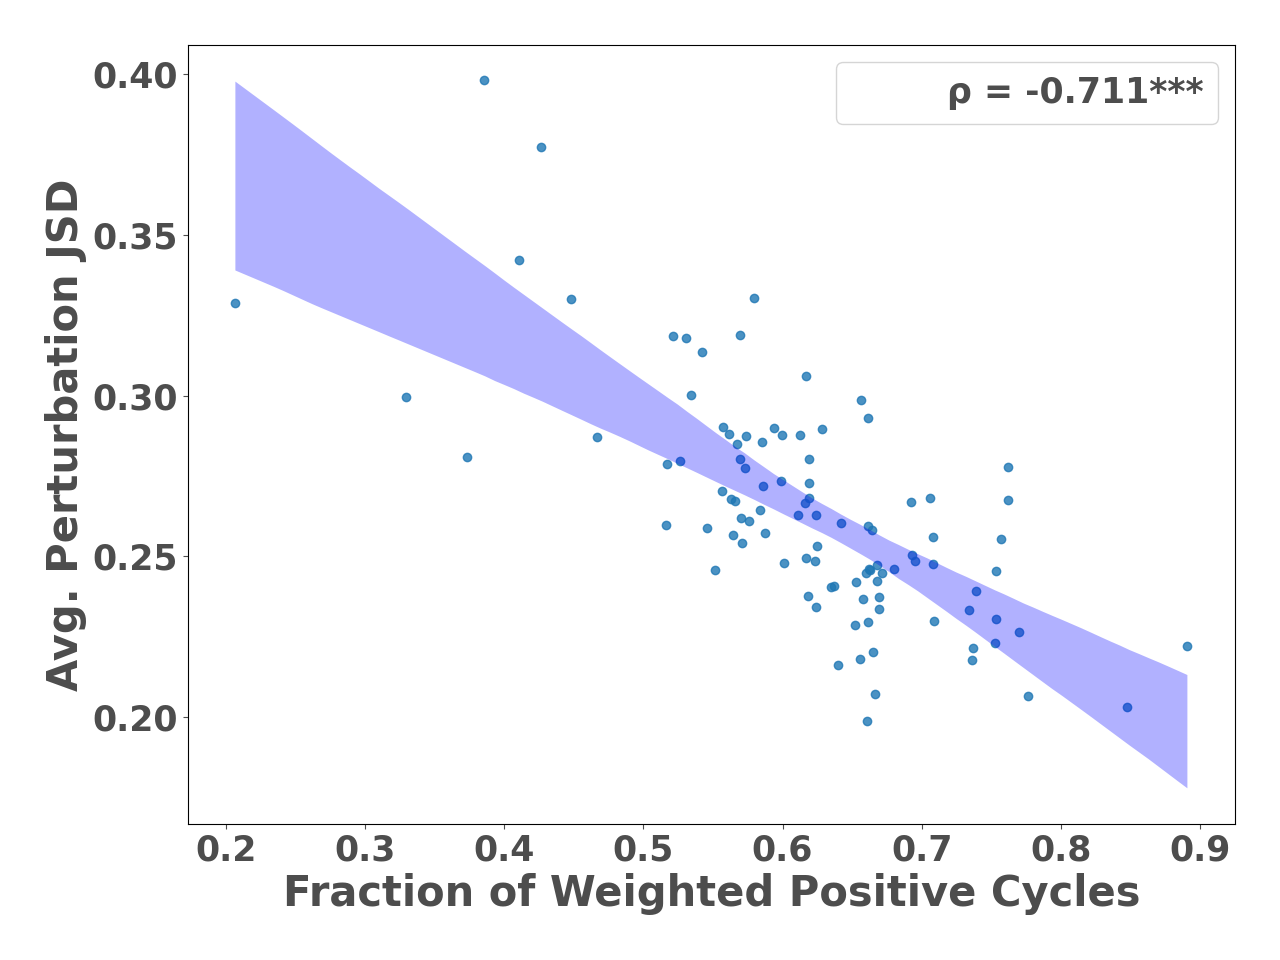 ρ = -0.711***
0.40
0.35
0.30
0.25
0.20
Avg. Perturbation JSD
0.2 0.3 0.4 0.5 0.6 0.7 0.8 0.9
Fraction of Weighted Positive Cycles